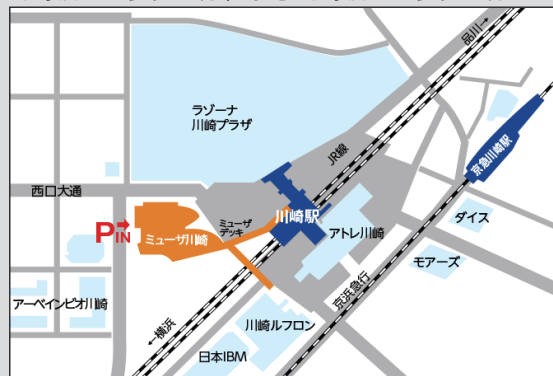 品川→
ラゾーナ
川崎プラザ
JR線
京急川崎駅
西口大通
川崎駅
ミューザ
デッキ
PIN
ミューザ川崎
ダイス
アトレ川崎
モアーズ
京浜急行
アーベインビオ川崎
←横浜
川崎ルフロン
日本IBM